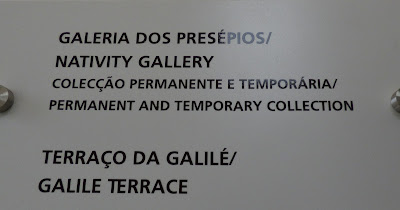 GALERIA DOS PRESÉPIOS/
NATIVITY GALLERY
COLECÇÃO PERMANENTE E TEMPORÁRIA/
PERMANENT AND TEMPORARY COLLECTION
TERRAÇO DA GALILÉ/
GALILE TERRACE